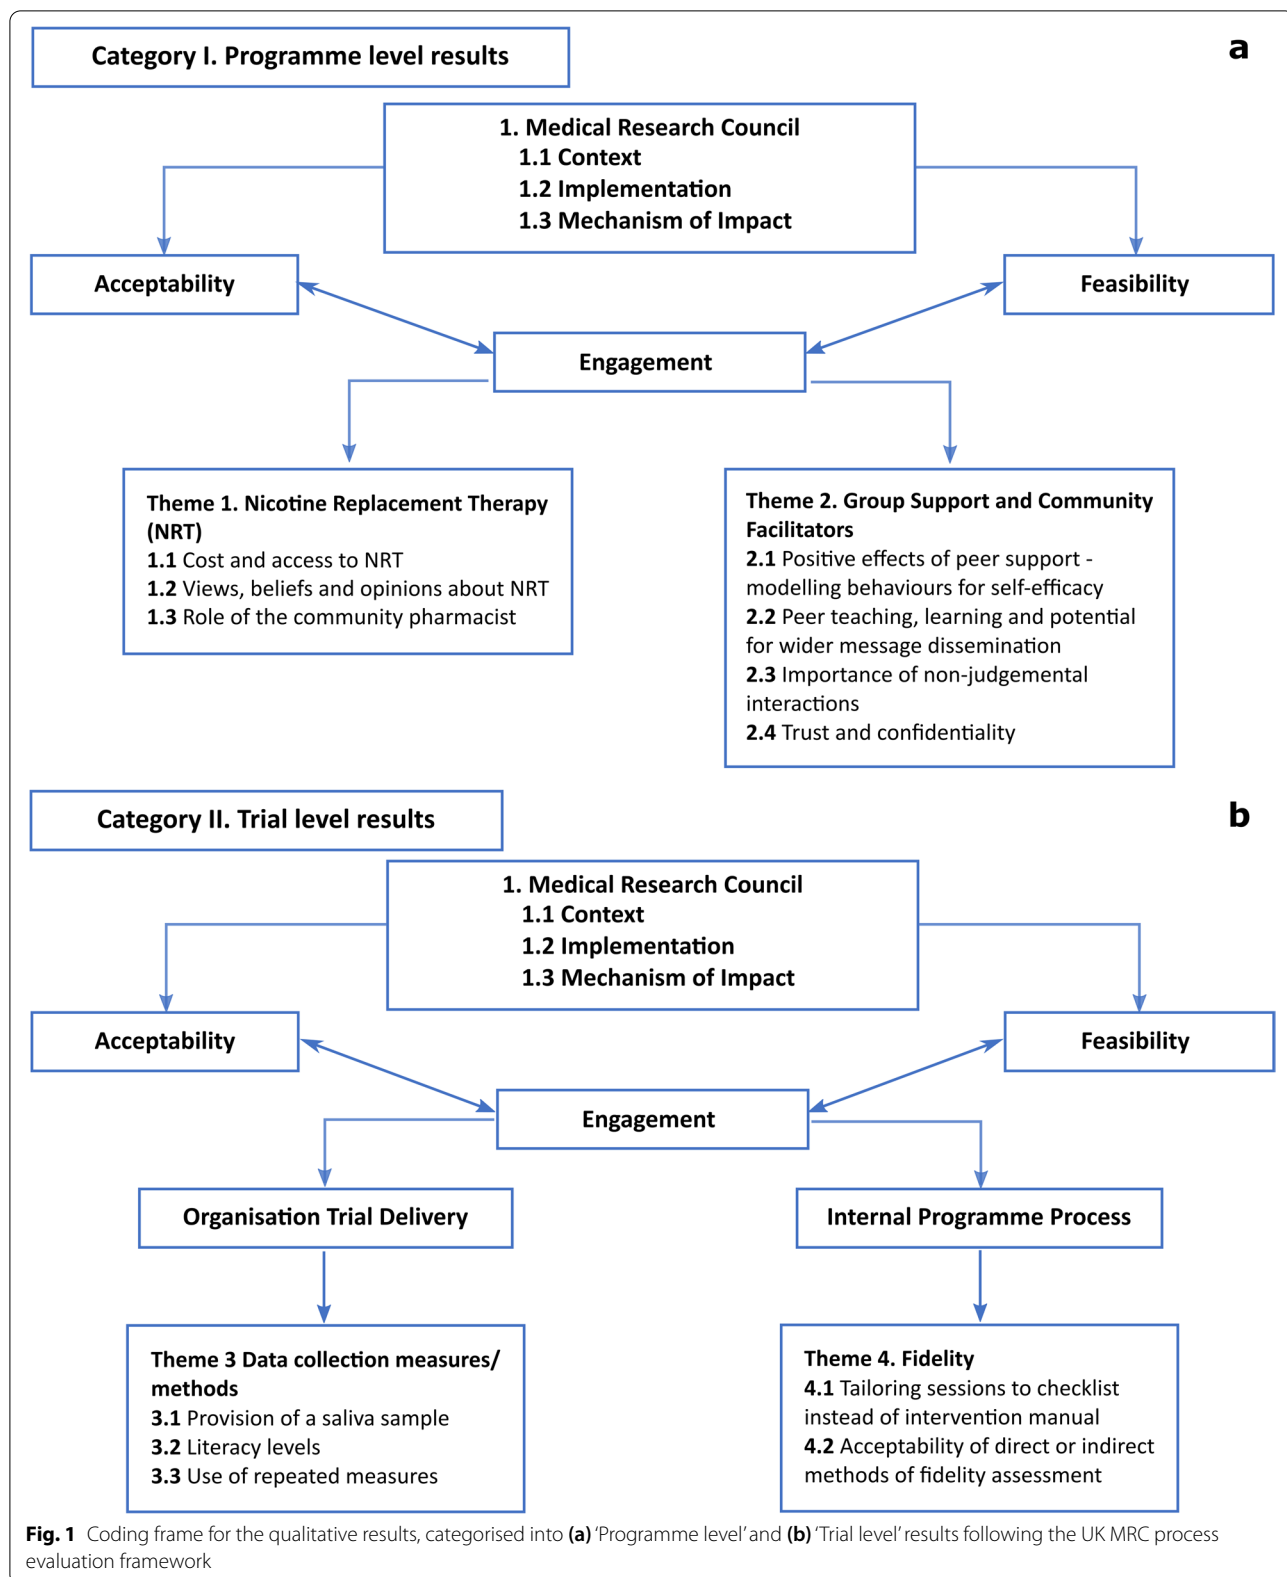 Category I. Programme level results
a
1. Medical Research Council
1.1 Context
1.2 Implementation
1.3 Mechanism of Impact
Acceptability
Feasibility
Engagement
Theme 1. Nicotine Replacement Therapy
(NRT)
1.1 Cost and access to NRT
1.2 Views, beliefs and opinions about NRT
1.3 Role of the community pharmacist
Theme 2. Group Support and Community
Facilitators
2.1 Positive effects of peer support -
modelling behaviours for self-efficacy
2.2 Peer teaching, learning and potential
for wider message dissemination
2.3 Importance of non-judgemental
interactions
2.4 Trust and confidentiality
Category II. Trial level results
b
1. Medical Research Council
1.1 Context
1.2 Implementation
1.3 Mechanism of Impact
Acceptability
Feasibility
Engagement
Organisation Trial Delivery
Internal Programme Process
Theme 3 Data collection measures/
methods
3.1 Provision of a saliva sample
3.2 Literacy levels
3.3 Use of repeated measures
Theme 4. Fidelity
4.1 Tailoring sessions to checklist
instead of intervention manual
4.2 Acceptability of direct or indirect
methods of fidelity assessment
Fig. 1 Coding frame for the qualitative results, categorised into (a) 'Programme level' and (b) 'Trial level' results following the UK MRC process
evaluation framework